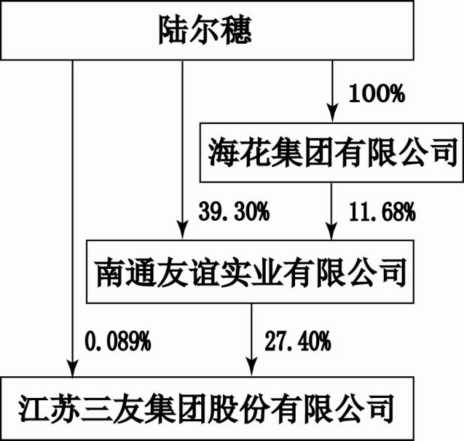 陆尔穗
100%
海花集团有限公司
39.30%
11.68%
南通友谊实业有限公司
0.089%
27.40%
江苏三友集团股份有限公司